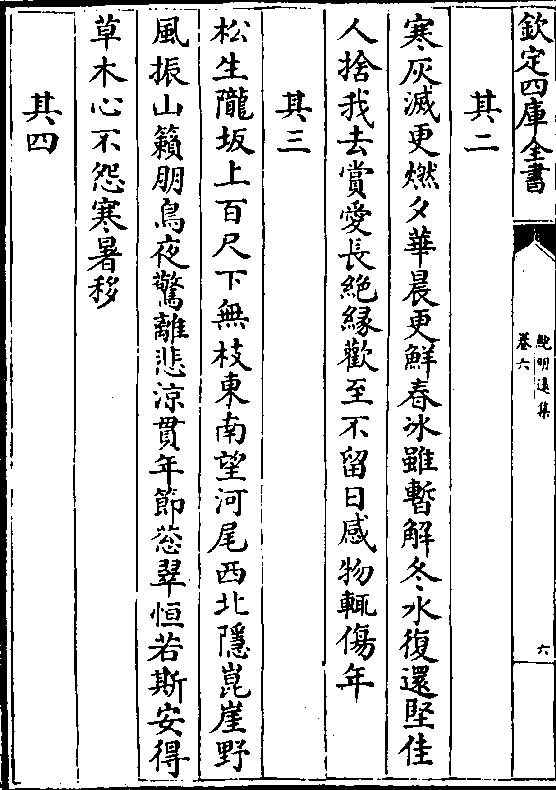 欽定四庫全書
鮑明遠集
卷六
六
其二
寒灰滅更燃夕華晨更鮮春冰雖暫解冬水復還堅佳
人捨我去賞愛長絶縁歡至不留日感物輒傷年
其三
松生隴坂上百尺下無枝東南望河尾西北隱崑崖野
風振山籟朋鳥夜驚離悲涼貫年節葱翠恒若斯安得
草木心不怨寒暑移
其四